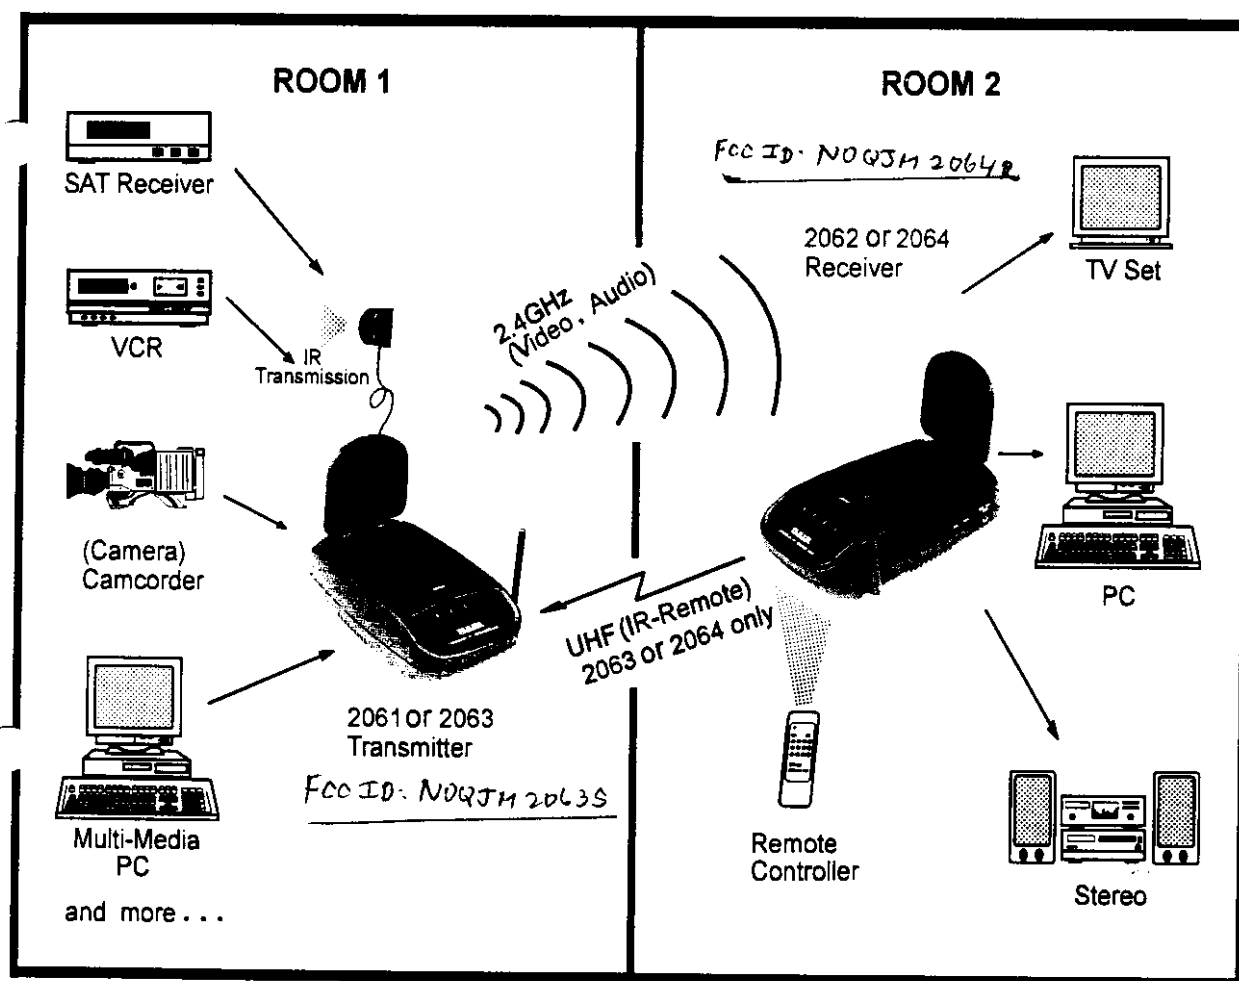 ROOM 1
SAT Receiver
VCR
IR
Transmission
(Camera)
Camcorder
Multi-Media
PC
and more...
2061 or 2063
Transmitter
FCC ID: NOQJM2063S
2.4GHz
(Video, Audio)
UHF (IR-Remote)
2063 or 2064 only
ROOM 2
FCC ID: NOQJM2064R
2062 or 2064
Receiver
TV Set
PC
Remote
Controller
Stereo